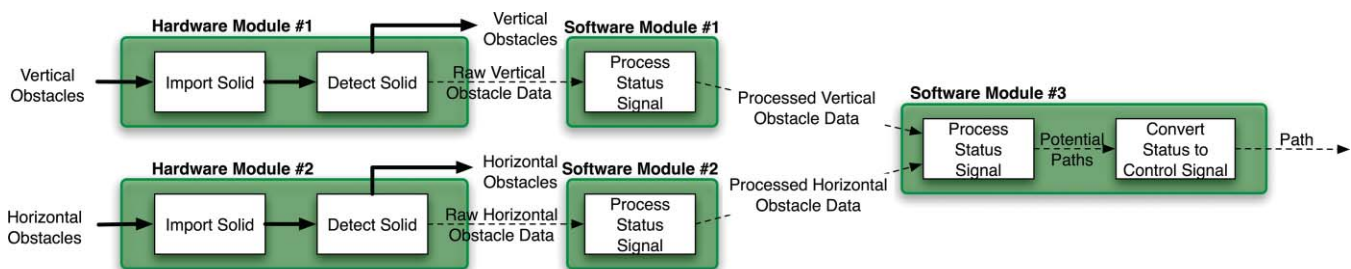 Hardware Module #1
Vertical
Obstacles
Software Module #1
Vertical
Obstacles
Import Solid
Detect Solid
Raw Vertical
Obstacle Data
Process
Status
Signal
Processed Vertical
Obstacle Data
Software Module #3
Process
Status
Signal
Potential
Paths
Convert
Status to
Control Signal
Path
Hardware Module #2
Horizontal
Obstacles
Software Module #2
Horizontal
Obstacles
Import Solid
Detect Solid
Raw Horizontal
Obstacle Data
Process
Status
Signal
Processed Horizontal
Obstacle Data